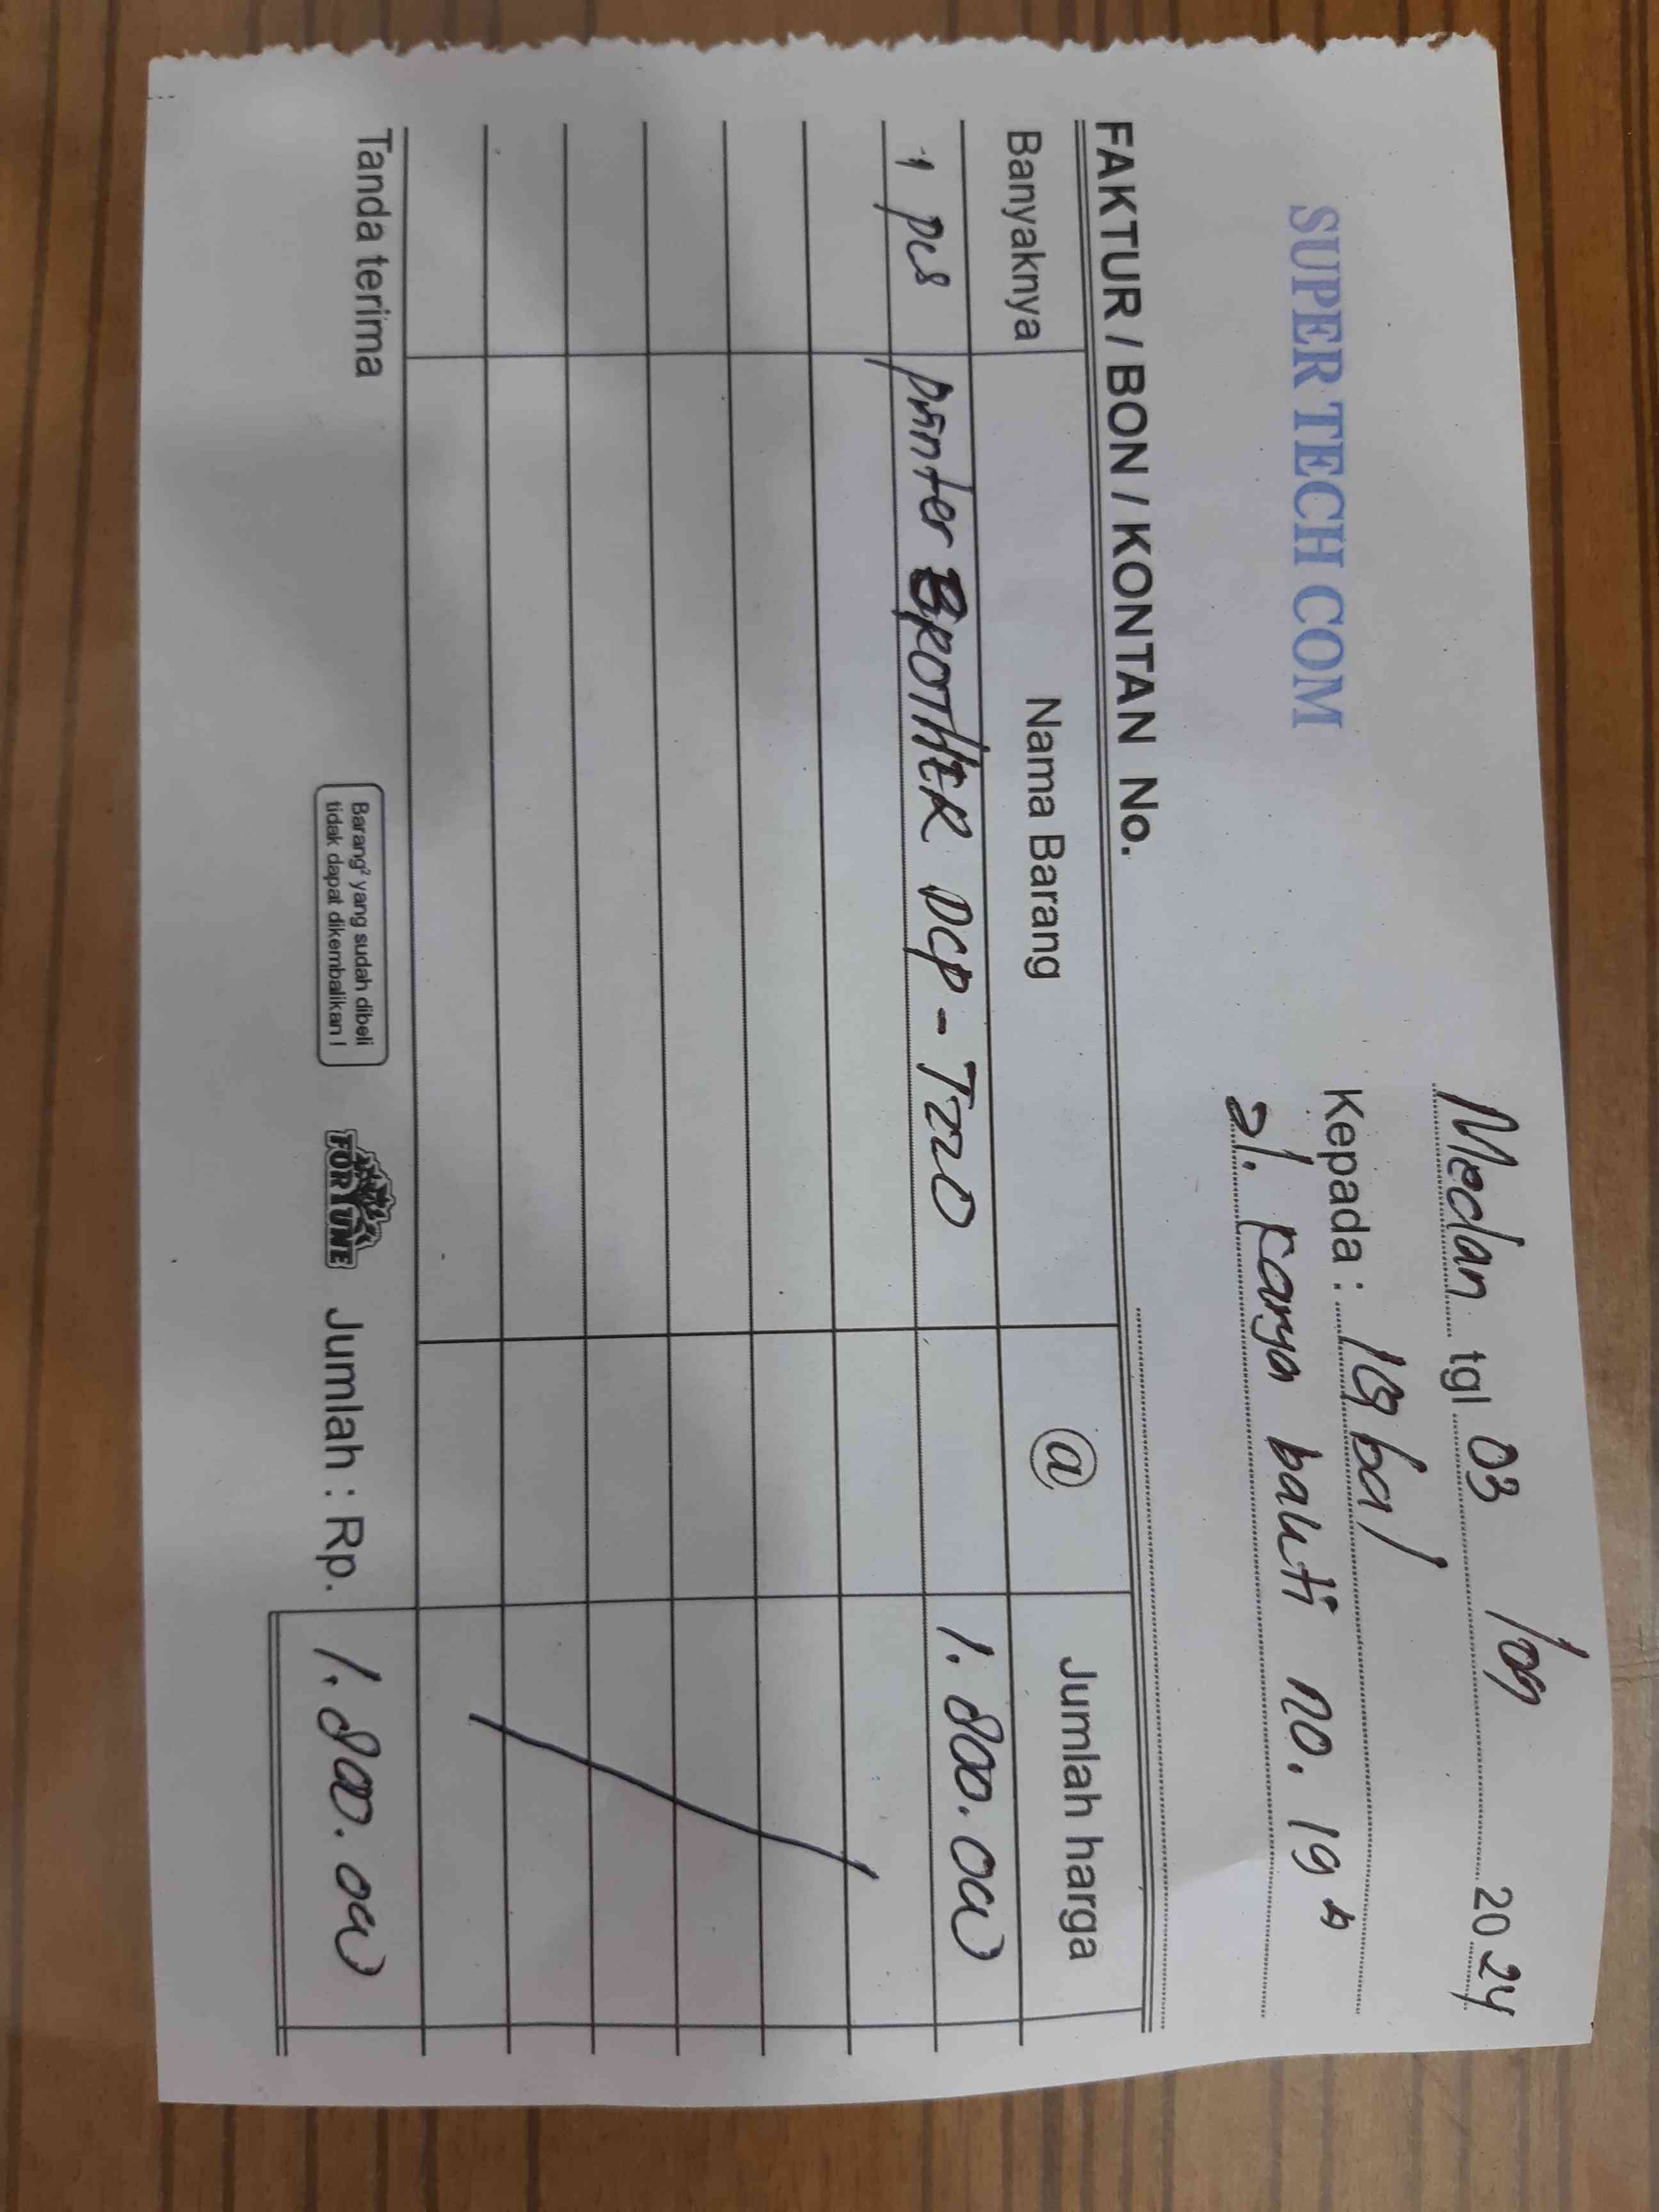 SUPER TECH COM
Medan tgl 03 / 09 2024
Kepada : Iqbal
Jl. Karya bakti no. 19 A
FAKTUR / BON / KONTAN No.
Banyaknya Nama Barang @ Jumlah harga
1 pcs printer BROTHER DCP - T220 1.800.000
Tanda terima
Barang² yang sudah dibeli
tidak dapat dikembalikan !
FORTUNE
Jumlah : Rp. 1.800.000